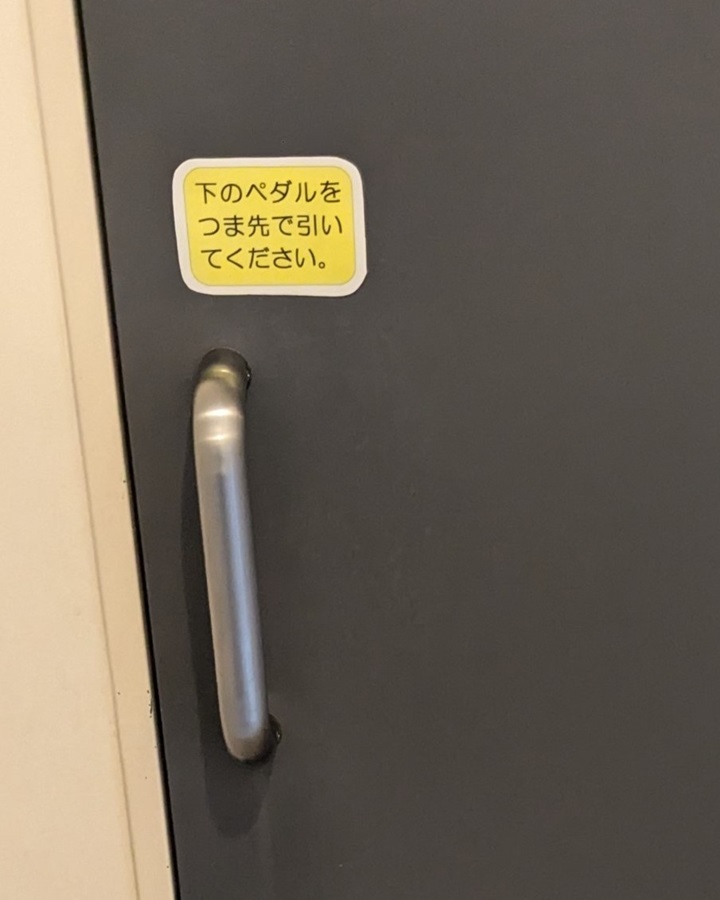 下のペダルを
つま先で引い
てください。